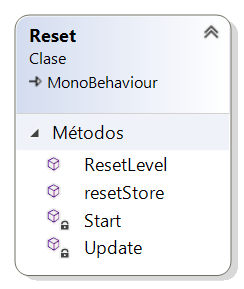 Reset
Clase
MonoBehaviour
Métodos
ResetLevel
resetStore
Start
Update